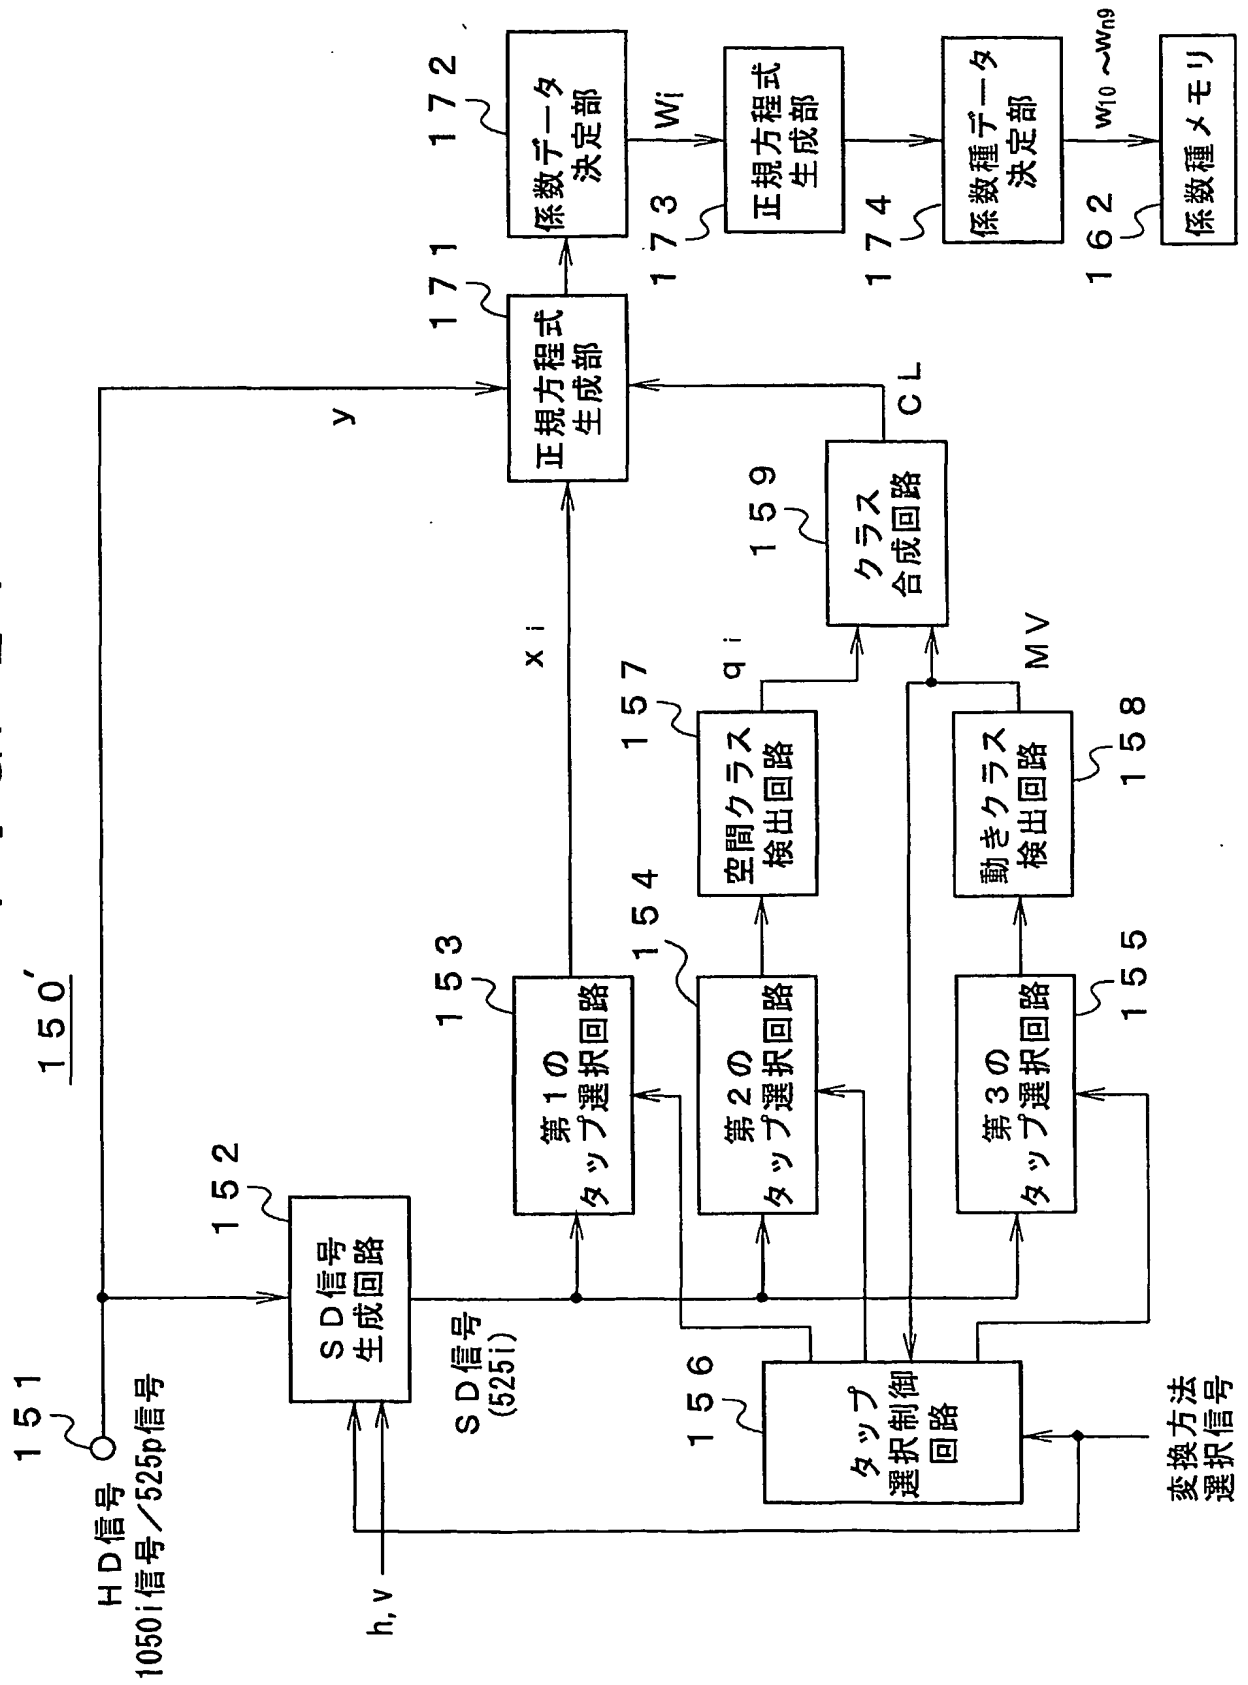 １５０′
１５１
ＨＤ信号
1050i信号／525p信号
１５２
ＳＤ信号
生成回路
h,v
ＳＤ信号
(525i)
y
１５３
第１の
タップ選択回路
xi
１７１
正規方程式
生成部
１７２
係数データ
決定部
Wi
１７３
正規方程式
生成部
１７４
係数種データ
決定部
W10～Wn9
１６２
係数種メモリ
１５４
第２の
タップ選択回路
１５７
空間クラス
検出回路
qi
１５９
クラス
合成回路
ＣＬ
１５５
第３の
タップ選択回路
１５８
動きクラス
検出回路
ＭＶ
１５６
タップ
選択制御
回路
変換方法
選択信号